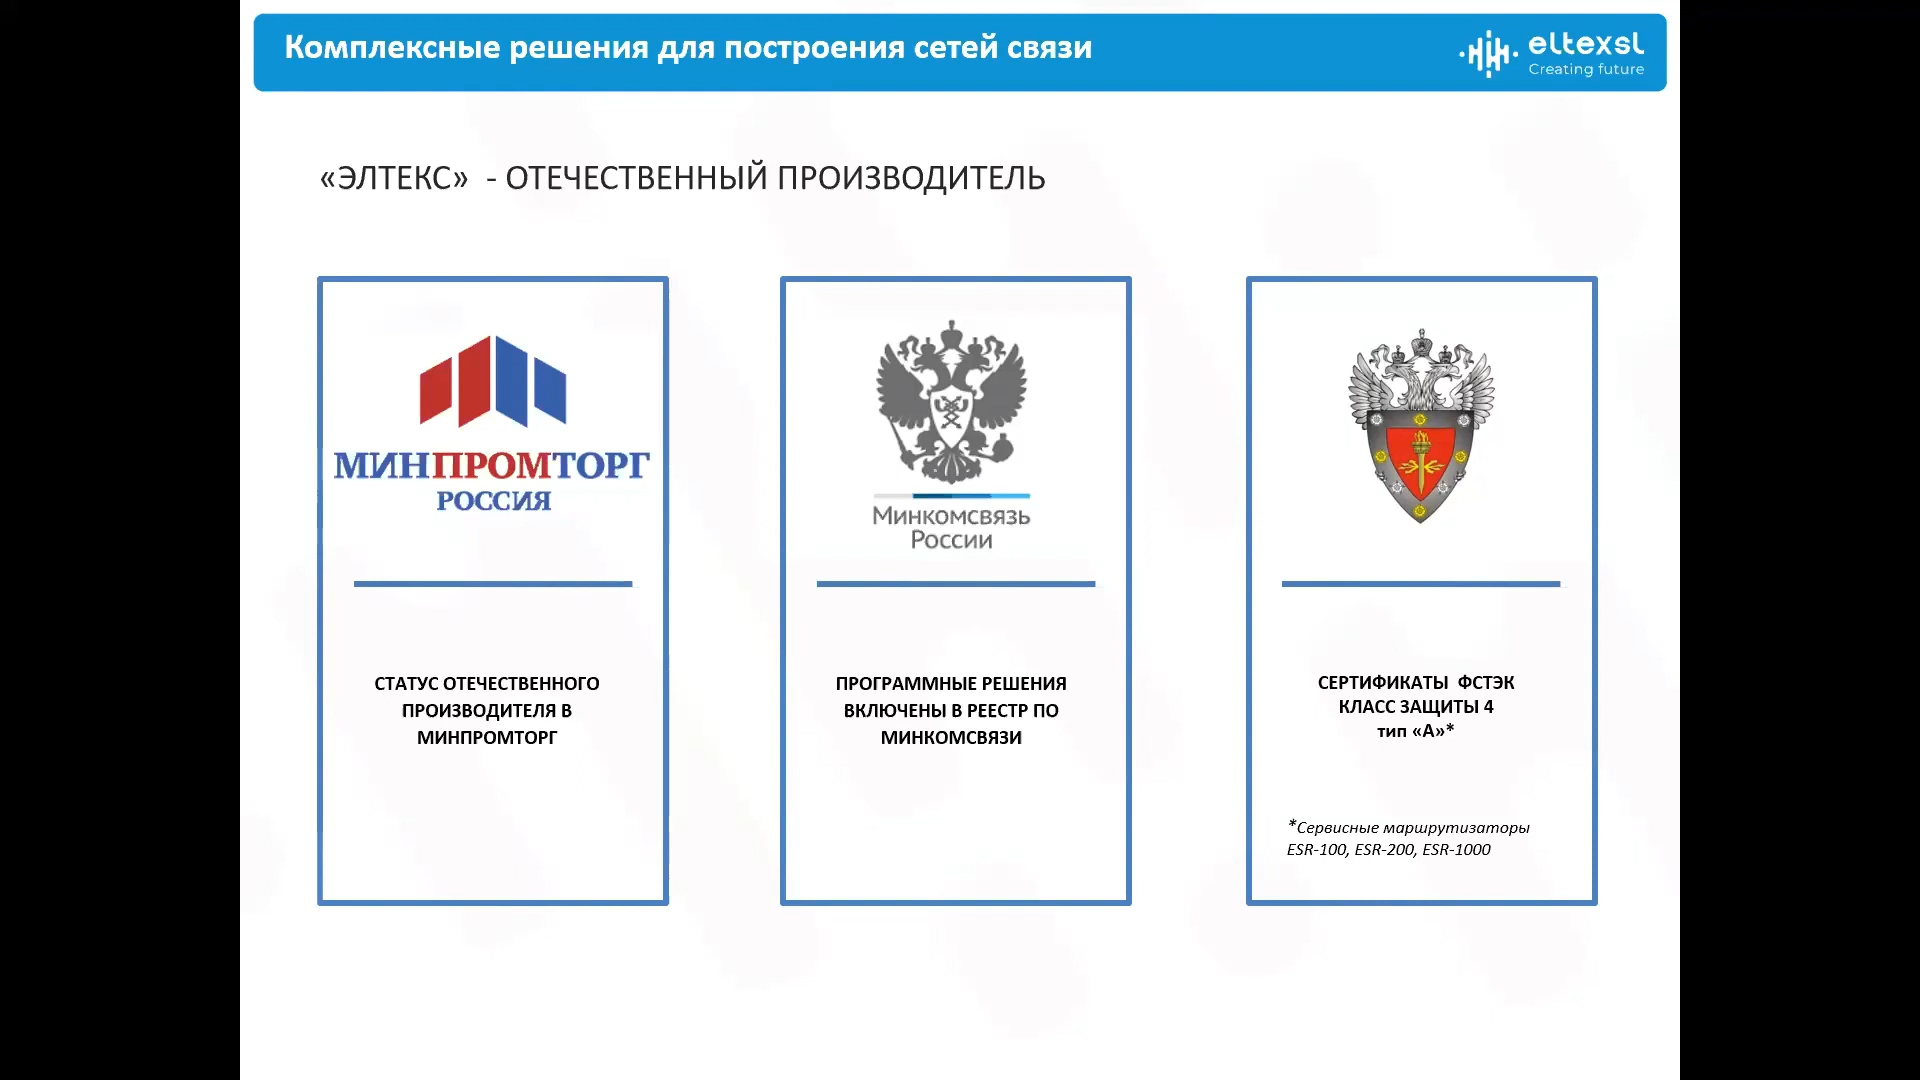 Комплексные решения для построения сетей связи
eltexsl
Creating future
«ЭЛТЕКС» - ОТЕЧЕСТВЕННЫЙ ПРОИЗВОДИТЕЛЬ
МИНПРОМТОРГ
РОССИЯ
СТАТУС ОТЕЧЕСТВЕННОГО
ПРОИЗВОДИТЕЛЯ В
МИНПРОМТОРГ
Минкомсвязь
России
ПРОГРАММНЫЕ РЕШЕНИЯ
ВКЛЮЧЕНЫ В РЕЕСТР ПО
МИНКОМСВЯЗИ
СЕРТИФИКАТЫ ФСТЭК
КЛАСС ЗАЩИТЫ 4
тип «А»*
*Сервисные маршрутизаторы
ESR-100, ESR-200, ESR-1000